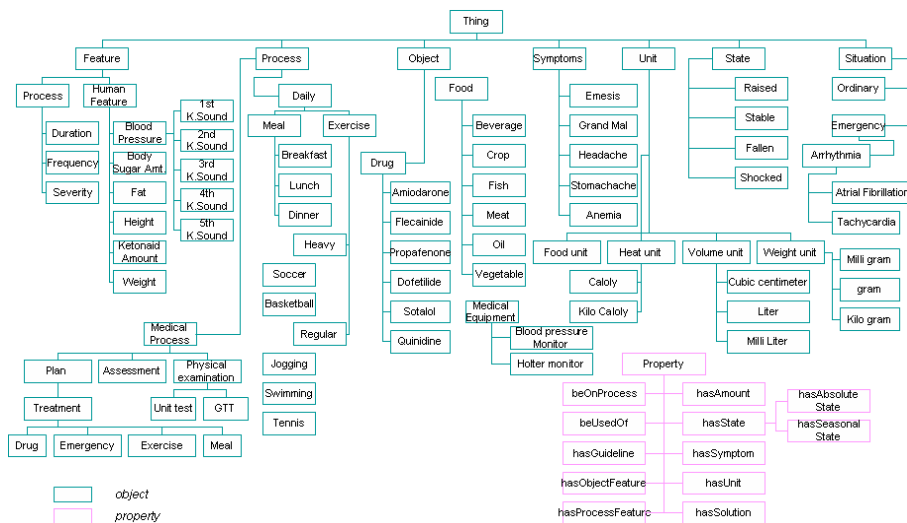 Thing
Feature
Process
Object
Symptoms
Unit
State
Situation
Process
Human
Feature
Duration
Frequency
Severity
Blood
Pressure
Body
Sugar Amt.
Fat
Height
Ketonaid
Amount
Weight
1st
K.Sound
2nd
K.Sound
3rd
K.Sound
4th
K.Sound
5th
K.Sound
Daily
Meal
Exercise
Breakfast
Lunch
Dinner
Heavy
Soccer
Basketball
Regular
Jogging
Swimming
Tennis
Medical
Process
Plan
Assessment
Physical
examination
Treatment
Unit test
GTT
Drug
Emergency
Exercise
Meal
Food
Drug
Beverage
Crop
Fish
Meat
Oil
Vegetable
Amiodarone
Flecainide
Propafenone
Dofetilide
Sotalol
Quinidine
Medical
Equipment
Blood pressure
Monitor
Holter monitor
Emesis
Grand Mal
Headache
Stomachache
Anemia
Food unit
Heat unit
Volume unit
Weight unit
Caloly
Kilo Caloly
Cubic centimeter
Liter
Milli Liter
Milli gram
gram
Kilo gram
Raised
Stable
Fallen
Shocked
Ordinary
Emergency
Arrhythmia
Atrial Fibrillation
Tachycardia
Property
beOnProcess
hasAmount
beUsedOf
hasState
hasGuideline
hasSymptom
hasObjectFeature
hasUnit
hasProcessFeature
hasSolution
hasAbsolute
State
hasSeasonal
State
object
property